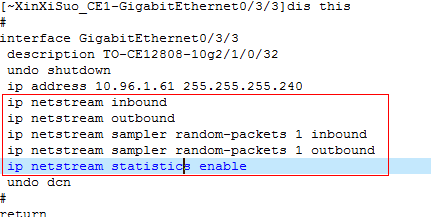 [~XinXiSuo_CE1-GigabitEthernet0/3/3]dis this
#
interface GigabitEthernet0/3/3
description TO-CE12808-10g2/1/0/32
undo shutdown
ip address 10.96.1.61 255.255.255.240
ip netstream inbound
ip netstream outbound
ip netstream sampler random-packets 1 inbound
ip netstream sampler random-packets 1 outbound
ip netstream statistics enable
undo dcn
#
return